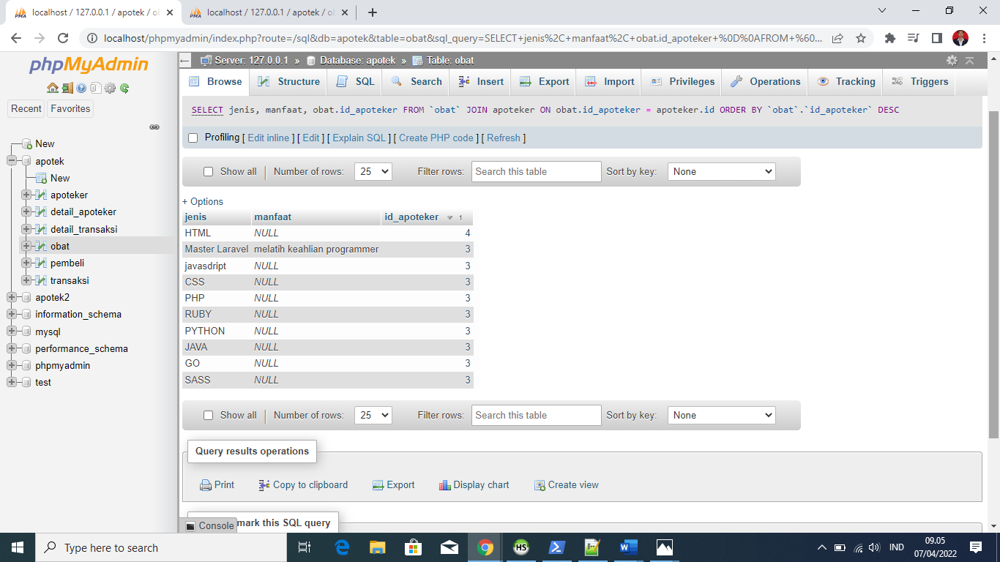 localhost / 127.0.0.1 / apotek / ol
localhost / 127.0.0.1 / apotek / ol
localhost/phpmyadmin/index.php?route=/sql&db=apotek&table=obat&sql_query=SELECT+jenis%2C+manfaat%2C+obat.id_apoteker+%0D%0AFROM+%60...
phpMyAdmin
Recent Favorites
New
apotek
New
apoteker
detail_apoteker
detail_transaksi
obat
pembeli
transaksi
apotek2
information_schema
mysql
performance_schema
phpmyadmin
test
Server: 127.0.0.1 » Database: apotek » Table: obat
Browse Structure SQL Search Insert Export Import Privileges Operations Tracking Triggers
SELECT jenis, manfaat, obat.id_apoteker FROM `obat` JOIN apoteker ON obat.id_apoteker = apoteker.id ORDER BY `obat`.`id_apoteker` DESC
Profiling [ Edit inline ] [ Edit ] [ Explain SQL ] [ Create PHP code ] [ Refresh ]
Show all Number of rows: 25 Filter rows: Search this table Sort by key: None
+ Options
jenis manfaat id_apoteker 1
HTML NULL 4
Master Laravel melatih keahlian programmer 3
javasdript NULL 3
CSS NULL 3
PHP NULL 3
RUBY NULL 3
PYTHON NULL 3
JAVA NULL 3
GO NULL 3
SASS NULL 3
Show all Number of rows: 25 Filter rows: Search this table Sort by key: None
Query results operations
Print Copy to clipboard Export Display chart Create view
Console mark this SQL query
Type here to search
IND
09.05
07/04/2022